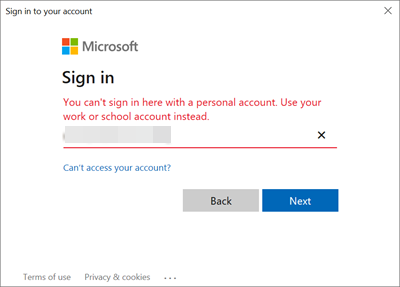 Sign in to your account
Microsoft
Sign in
You can't sign in here with a personal account. Use your
work or school account instead.
Can't access your account?
Back
Next
Terms of use
Privacy & cookies
...